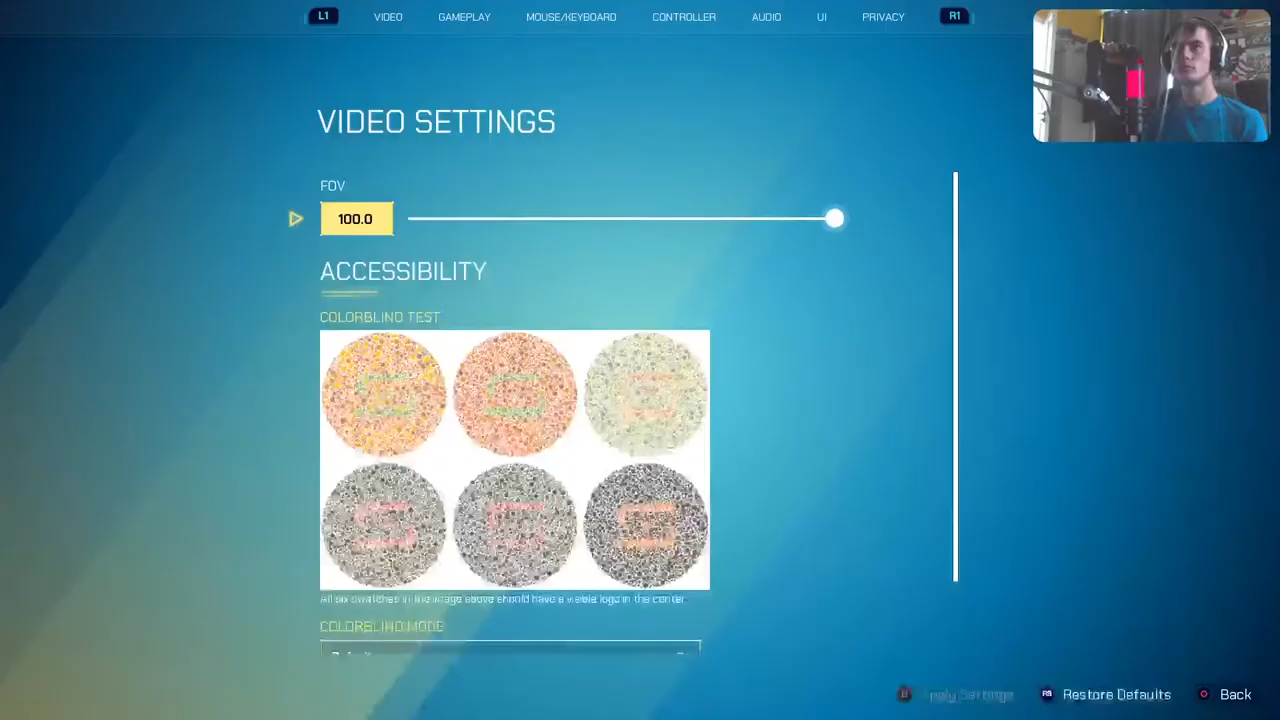 L1 VIDEO GAMEPLAY MOUSE/KEYBOARD CONTROLLER AUDIO UI PRIVACY R1
VIDEO SETTINGS
FOV
100.0
ACCESSIBILITY
COLORBLIND TEST
All six swatches in the image above should have a visible logo in the center.
COLORBLIND MODE
Restore Defaults Back